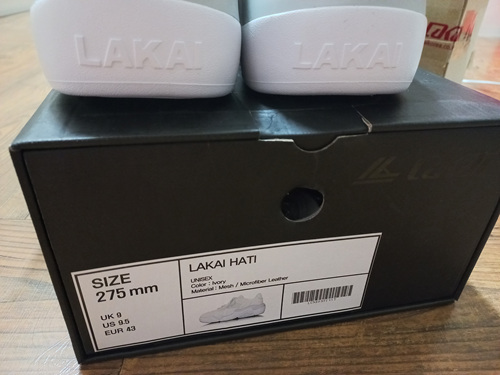 LAKAI
LAKAI
SIZE
275 mm
UK 9
US 9.5
EUR 43
LAKAI HATI
UNISEX
Color : Ivory
Material : Mesh / Microfiber Leather